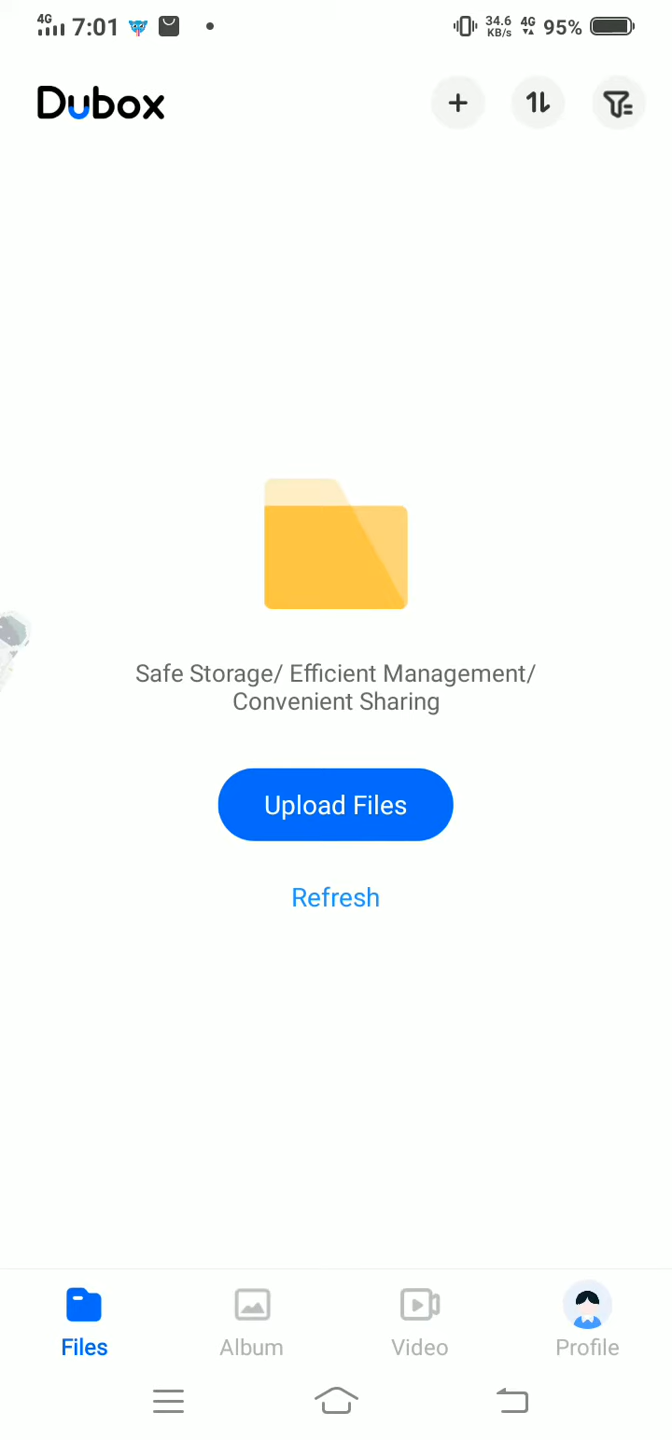 4G 7:01 34.6 KB/s 4G 95%
Dubox
Safe Storage/ Efficient Management/
Convenient Sharing
Upload Files
Refresh
Files Album Video Profile